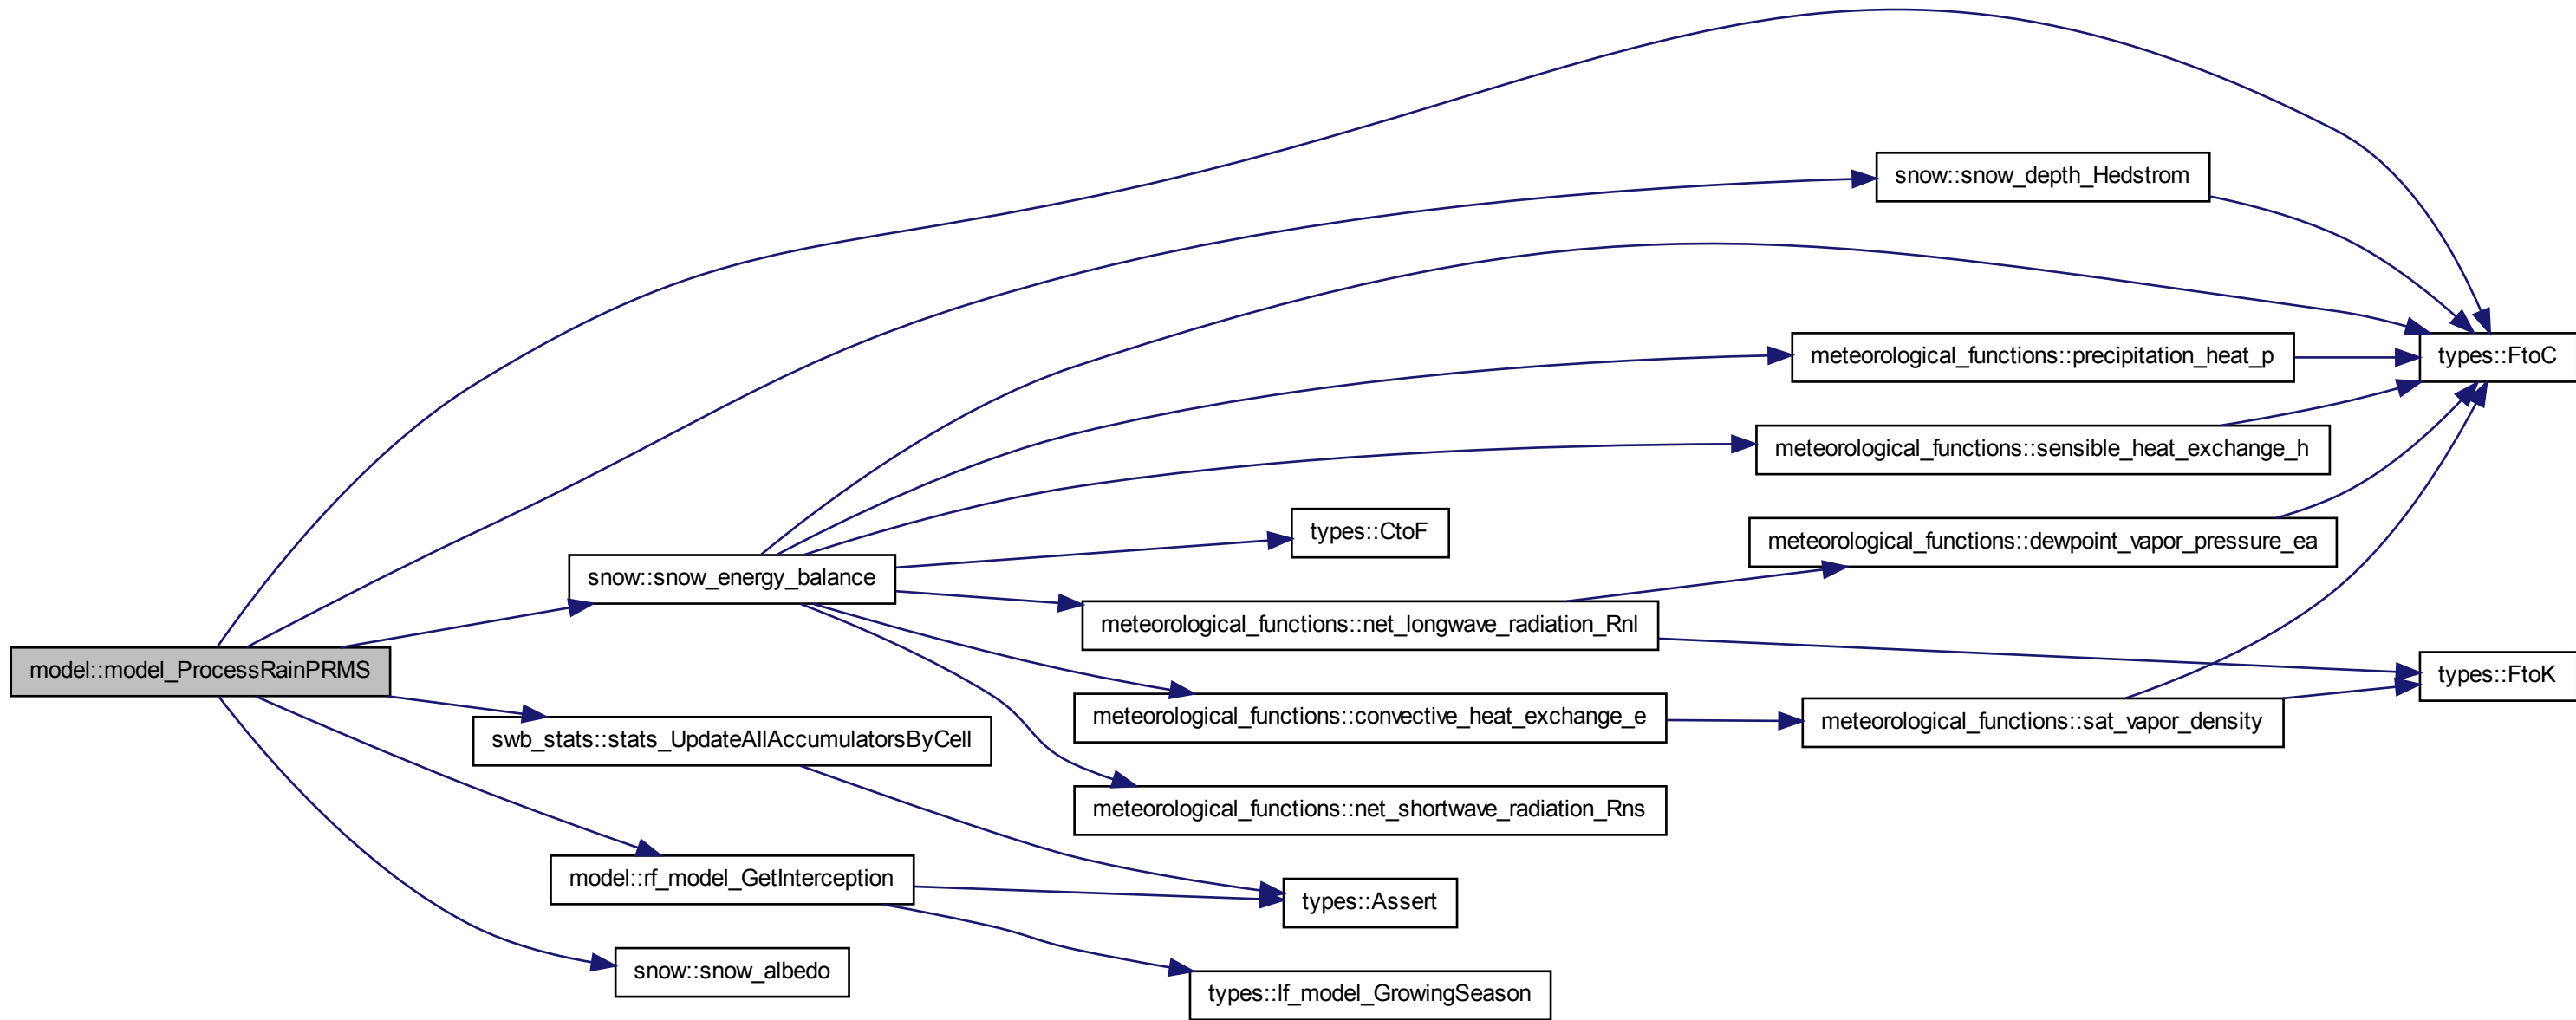 snow::snow_depth_Hedstrom
types::FtoC
meteorological_functions::precipitation_heat_p
meteorological_functions::sensible_heat_exchange_h
types::CtoF
meteorological_functions::dewpoint_vapor_pressure_ea
snow::snow_energy_balance
meteorological_functions::net_longwave_radiation_Rnl
model::model_ProcessRainPRMS
types::FtoK
meteorological_functions::convective_heat_exchange_e
meteorological_functions::sat_vapor_density
swb_stats::stats_UpdateAllAccumulatorsByCell
meteorological_functions::net_shortwave_radiation_Rns
model::rf_model_GetInterception
types::Assert
snow::snow_albedo
types::lf_model_GrowingSeason